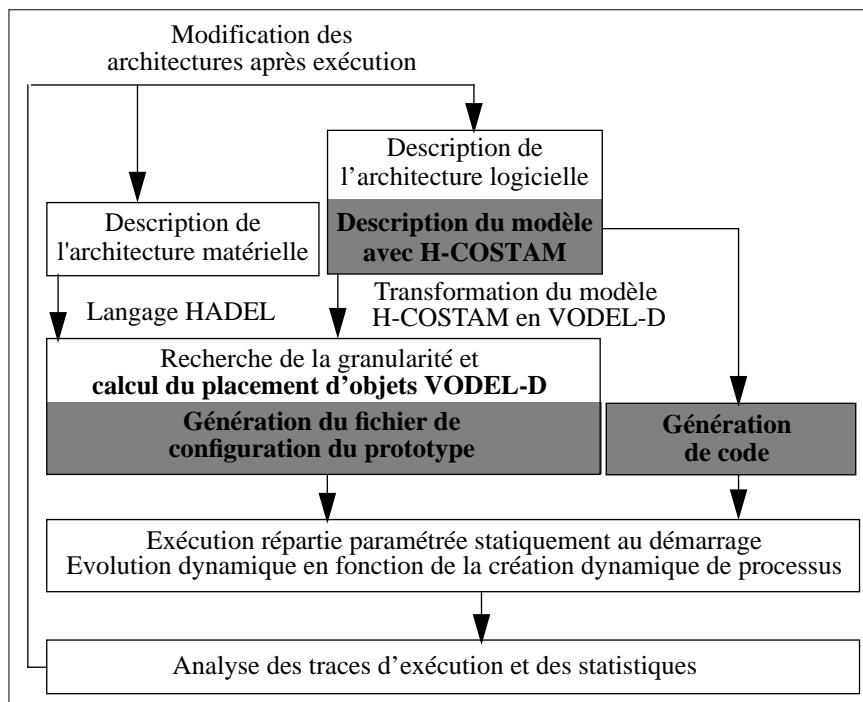 Modification des
architectures après exécution
Description de
l’architecture logicielle
Description du modèle
avec H-COSTAM
Description de
l'architecture matérielle
Langage HADEL
Transformation du modèle
H-COSTAM en VODEL-D
Recherche de la granularité et
calcul du placement d’objets VODEL-D
Génération du fichier de
configuration du prototype
Génération
de code
Exécution répartie paramétrée statiquement au démarrage
Evolution dynamique en fonction de la création dynamique de processus
Analyse des traces d’exécution et des statistiques